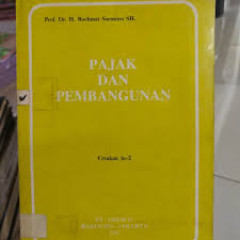 Prof. Dr. H. Rochmat Soemitro SH.
PAJAK
DAN
PEMBANGUNAN
Cetakan ke-2